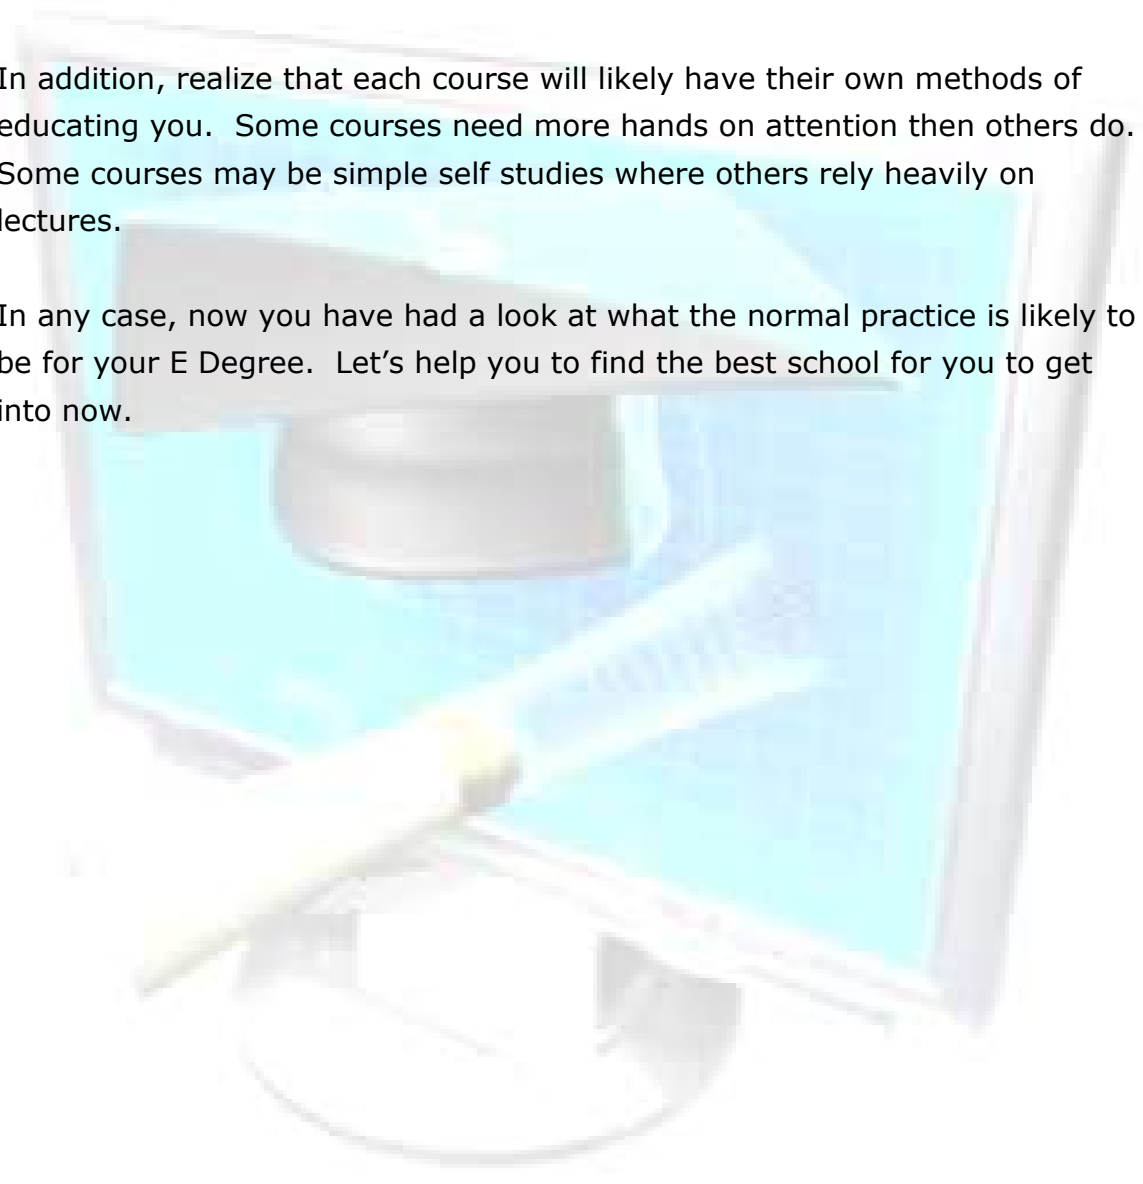 In addition, realize that each course will likely have their own methods of
educating you.  Some courses need more hands on attention then others do.
Some courses may be simple self studies where others rely heavily on
lectures.
In any case, now you have had a look at what the normal practice is likely to
be for your E Degree.  Let's help you to find the best school for you to get
into now.